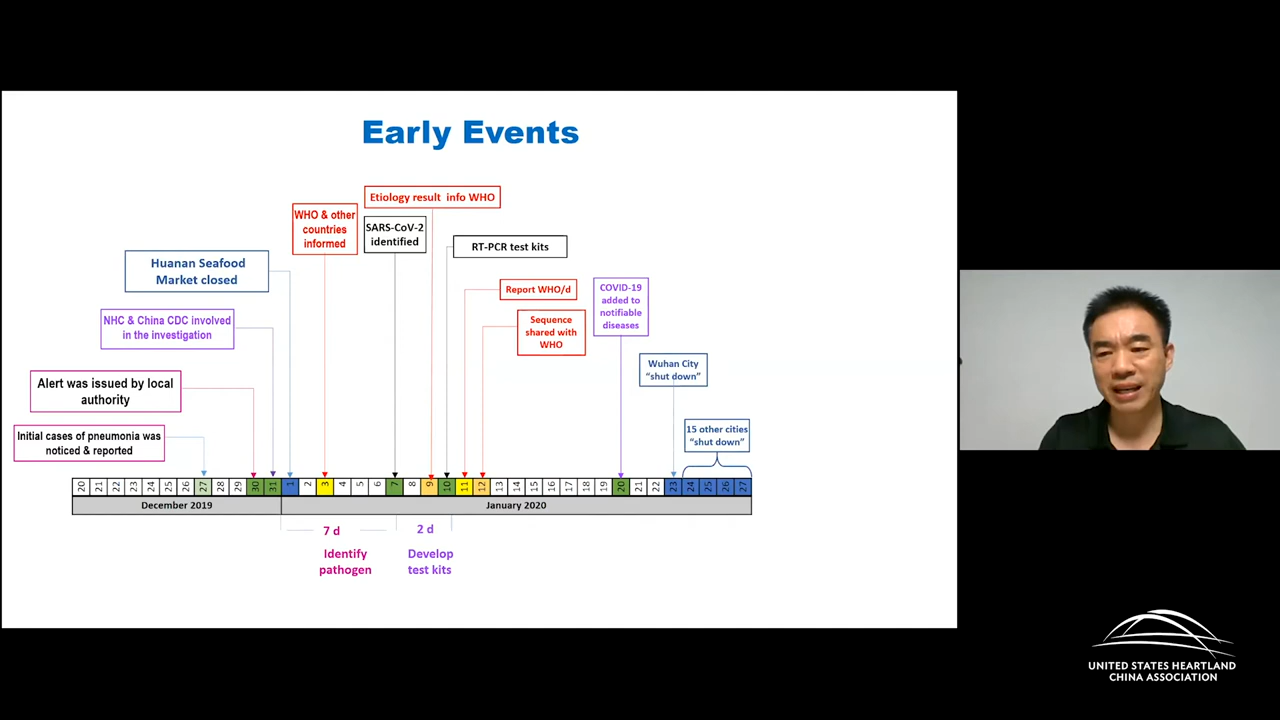 Early Events
Etiology result info WHO
WHO & other
countries
informed
SARS-CoV-2
identified
RT-PCR test kits
Huanan Seafood
Market closed
Report WHO/d
COVID-19
added to
notifiable
diseases
NHC & China CDC involved
in the investigation
Sequence
shared with
WHO
Wuhan City
“shut down”
Alert was issued by local
authority
15 other cities
“shut down”
Initial cases of pneumonia was
noticed & reported
20 21 22 23 24 25 26 27 28 29 30 31 1 2 3 4 5 6 7 8 9 10 11 12 13 14 15 16 17 18 19 20 21 22 23 24 25 26 27
December 2019 January 2020
7 d 2 d
Identify
pathogen
Develop
test kits
UNITED STATES HEARTLAND
CHINA ASSOCIATION